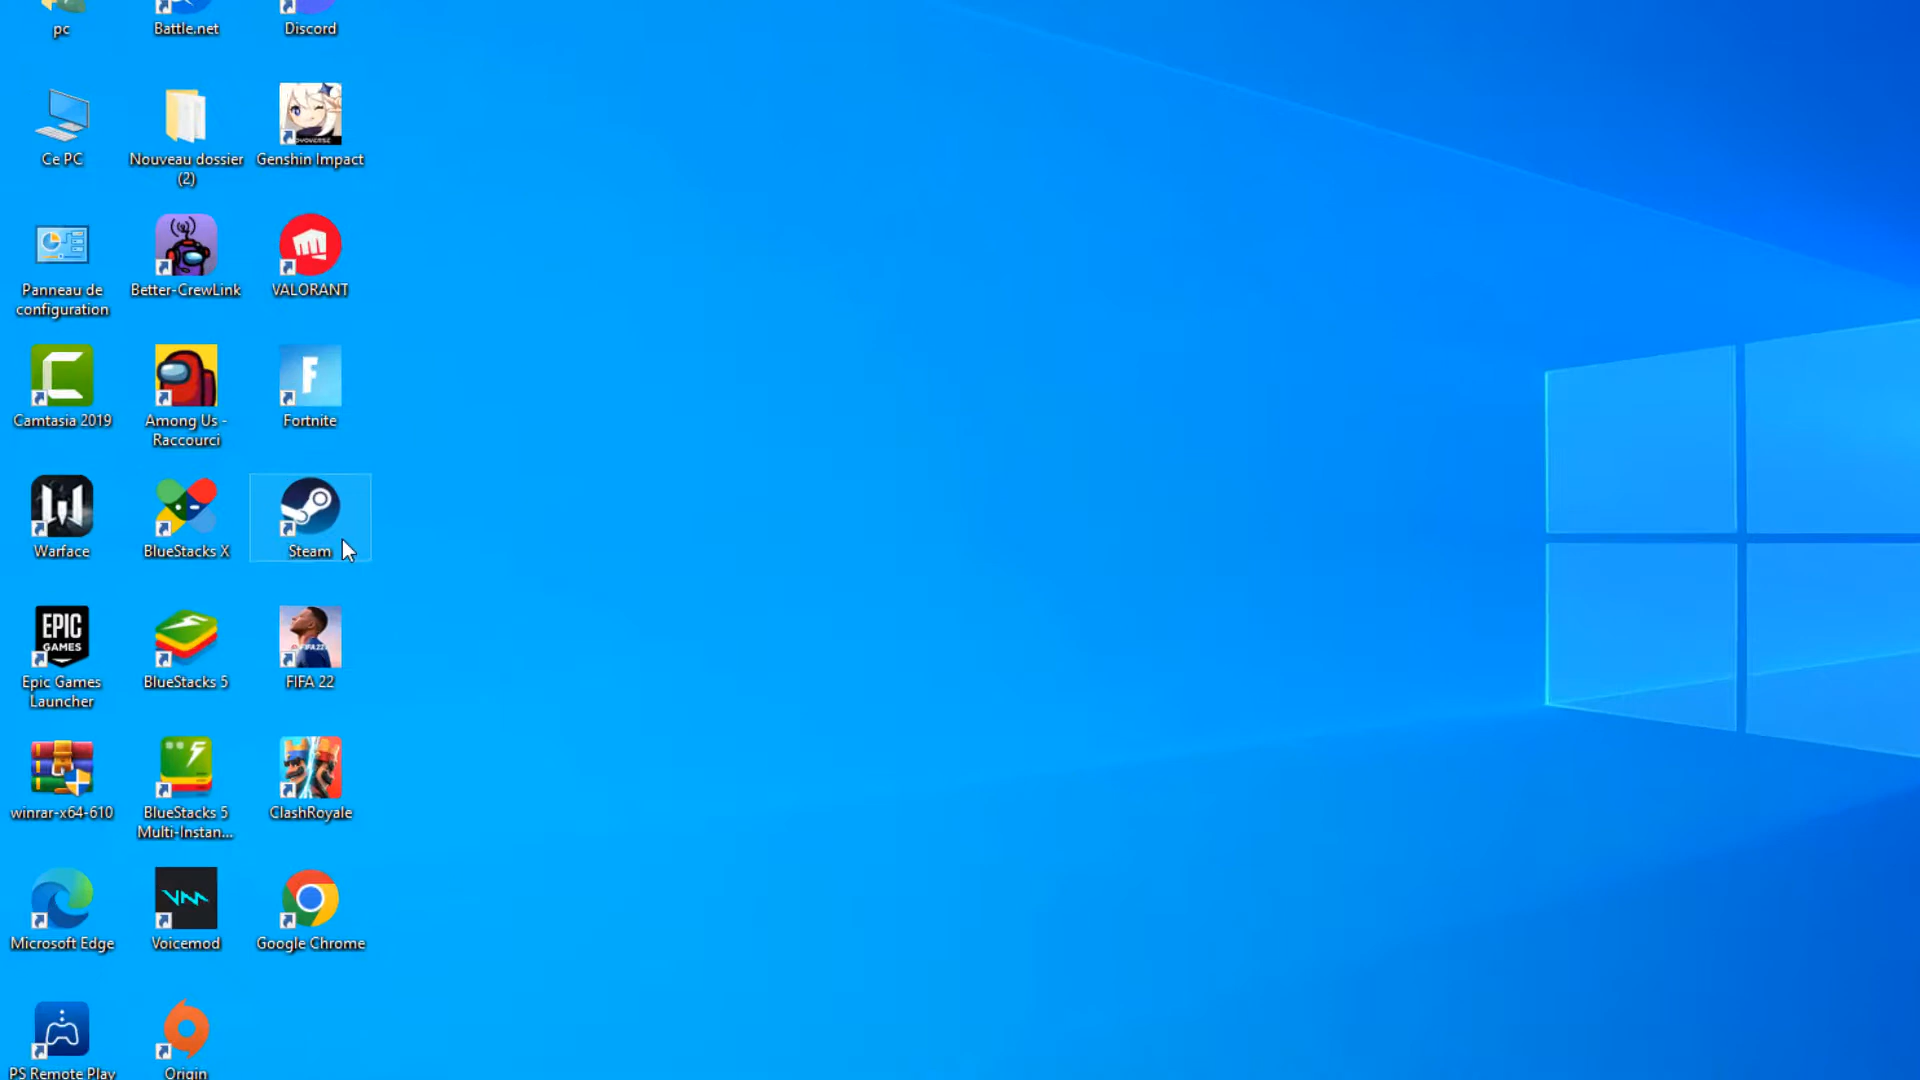 pc
Battle.net
Discord
Ce PC
Nouveau dossier
(2)
Genshin Impact
Panneau de
configuration
Better-CrewLink
VALORANT
Camtasia 2019
Among Us -
Raccourci
F
Fortnite
Warface
BlueStacks X
Steam
EPIC
GAMES
Epic Games
Launcher
BlueStacks 5
FIFA 22
winrar-x64-610
BlueStacks 5
Multi-Instan...
ClashRoyale
Microsoft Edge
Voicemod
Google Chrome
PS Remote Play
Origin